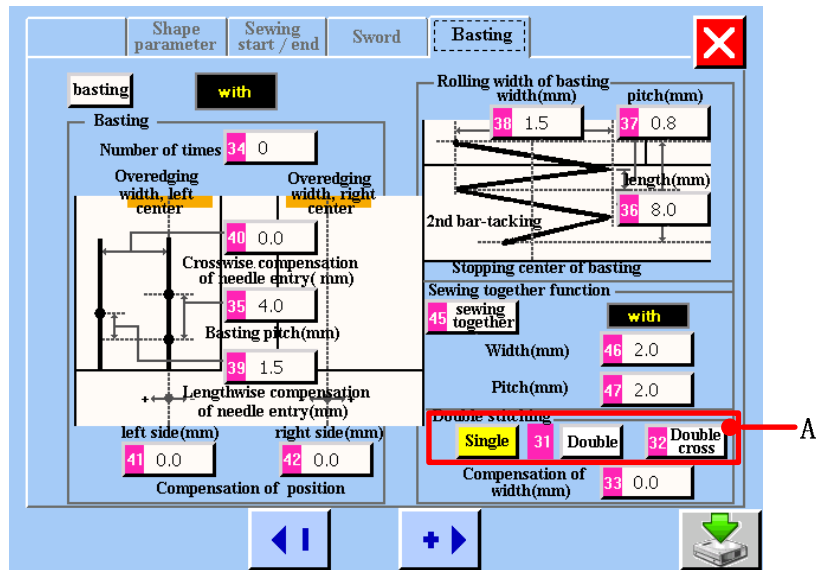 Shape
parameter
Sewing
start / end
Sword
Basting
basting
with
Basting
Number of times 34 0
Overedging
width, left
center
Overedging
width, right
center
40 0.0
Crosswise compensation
of needle entry( mm)
35 4.0
Basting pitch(mm)
39 1.5
Lengthwise compensation
of needle entry(mm)
left side(mm)
right side(mm)
41 0.0
42 0.0
Compensation of position
Rolling width of basting
width(mm)
pitch(mm)
38 1.5
37 0.8
length(mm)
36 8.0
2nd bar-tacking
Stopping center of basting
Sewing together function
45 sewing
together
with
Width(mm) 46 2.0
Pitch(mm) 47 2.0
Double stitching
Single 31 Double 32 Double
cross
A
Compensation of
width(mm) 33 0.0